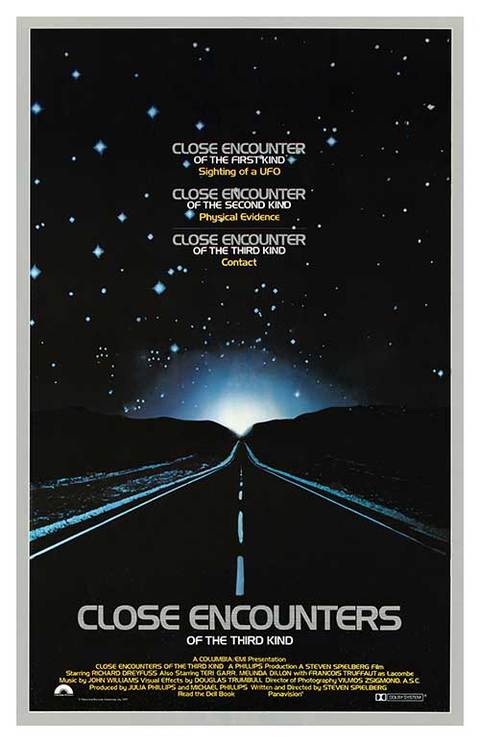 CLOSE ENCOUNTER
OF THE FIRST KIND
Sighting of a UFO
CLOSE ENCOUNTER
OF THE SECOND KIND
Physical Evidence
CLOSE ENCOUNTER
OF THE THIRD KIND
Contact
CLOSE ENCOUNTERS
OF THE THIRD KIND
A COLUMBIA/EMI Presentation
CLOSE ENCOUNTERS OF THE THIRD KIND A PHILLIPS Production A STEVEN SPIELBERG Film
Starring RICHARD DREYFUSS Also Starring TERI GARR MELINDA DILLON with FRANCOIS TRUFFAUT as Lacombe
Music by JOHN WILLIAMS Visual Effects by DOUGLAS TRUMBULL Director of Photography VILMOS ZSIGMOND, A.S.C.
Produced by JULIA PHILLIPS and MICHAEL PHILLIPS Written and Directed by STEVEN SPIELBERG
Read the Dell Book Panavision® DOLBY SYSTEM